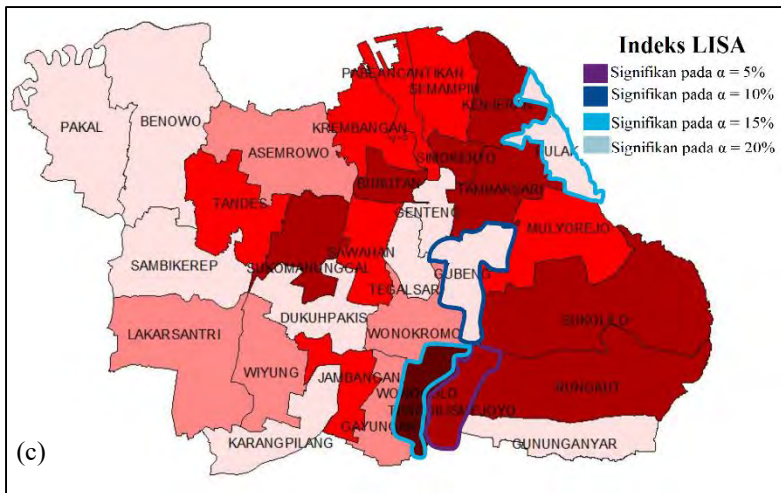 Indeks LISA
Signifikan pada α = 5%
Signifikan pada α = 10%
Signifikan pada α = 15%
Signifikan pada α = 20%
PABEANCANTIKAN
SEMAMPIR
KENJERAN
PAKAL
BENOWO
KREMBANGAN
ASEMROWO
SIMOKERTO
BULAK
BUBUTAN
TAMBAKSARI
TANDES
GENTENG
MULYOREJO
SAWAHAN
SAMBIKEREP
SUKOMANUNGGAL
GUBENG
TEGALSARI
DUKUHPAKIS
SUKOLILO
LAKARSANTRI
WONOKROMO
WIYUNG
JAMBANGAN
RUNGKUT
GAYUNGAN
KARANGPILANG
GUNUNGANYAR
(c)